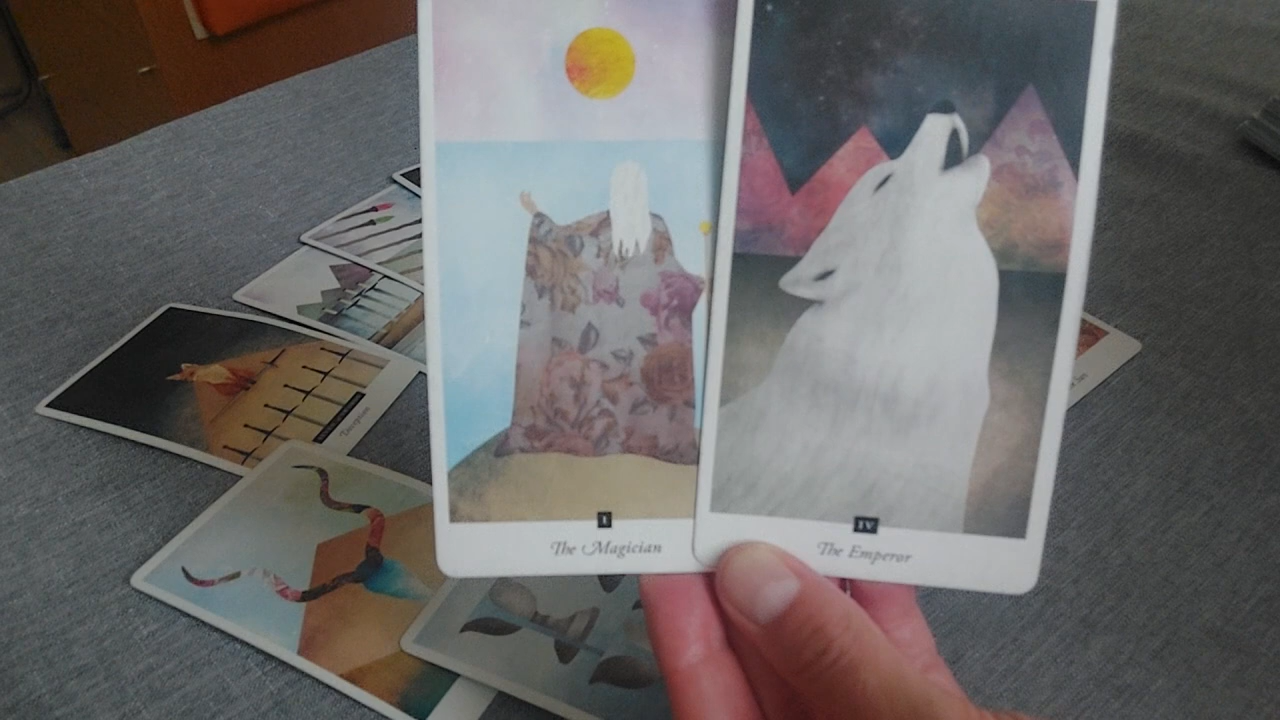 I
The Magician
IV
The Emperor